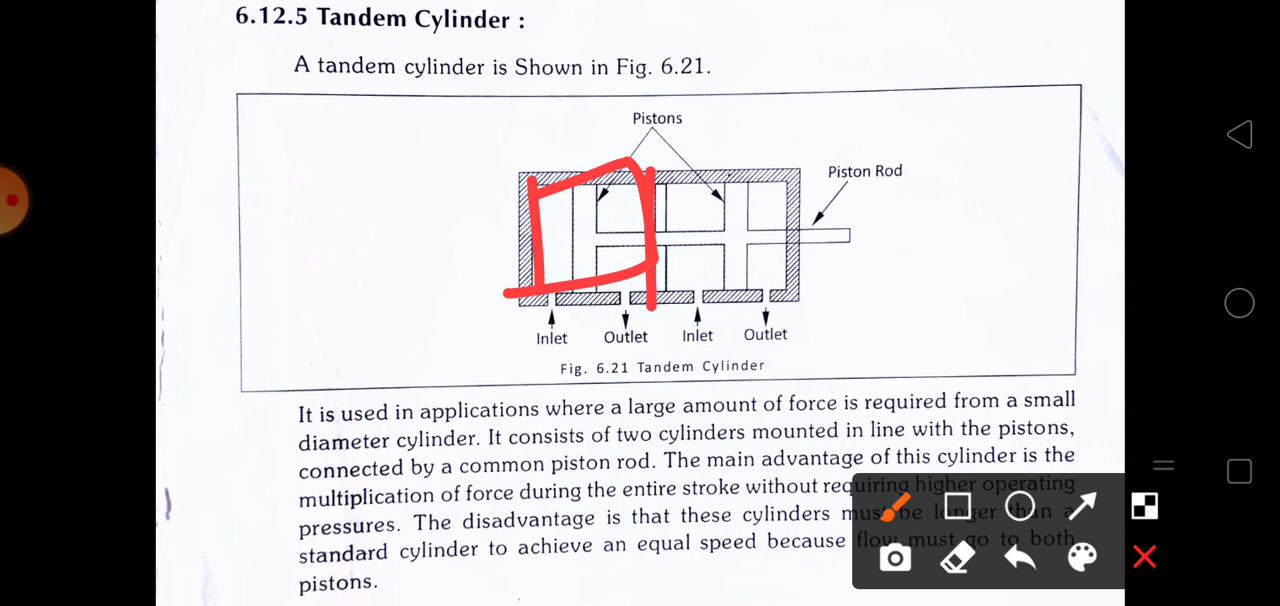 6.12.5 Tandem Cylinder :
A tandem cylinder is Shown in Fig. 6.21.
Pistons
Piston Rod
Inlet Outlet Inlet Outlet
Fig. 6.21 Tandem Cylinder
It is used in applications where a large amount of force is required from a small
diameter cylinder. It consists of two cylinders mounted in line with the pistons,
connected by a common piston rod. The main advantage of this cylinder is the
multiplication of force during the entire stroke without requiring higher operating
pressures. The disadvantage is that these cylinders must be longer than a
standard cylinder to achieve an equal speed because flow must go to both
pistons.